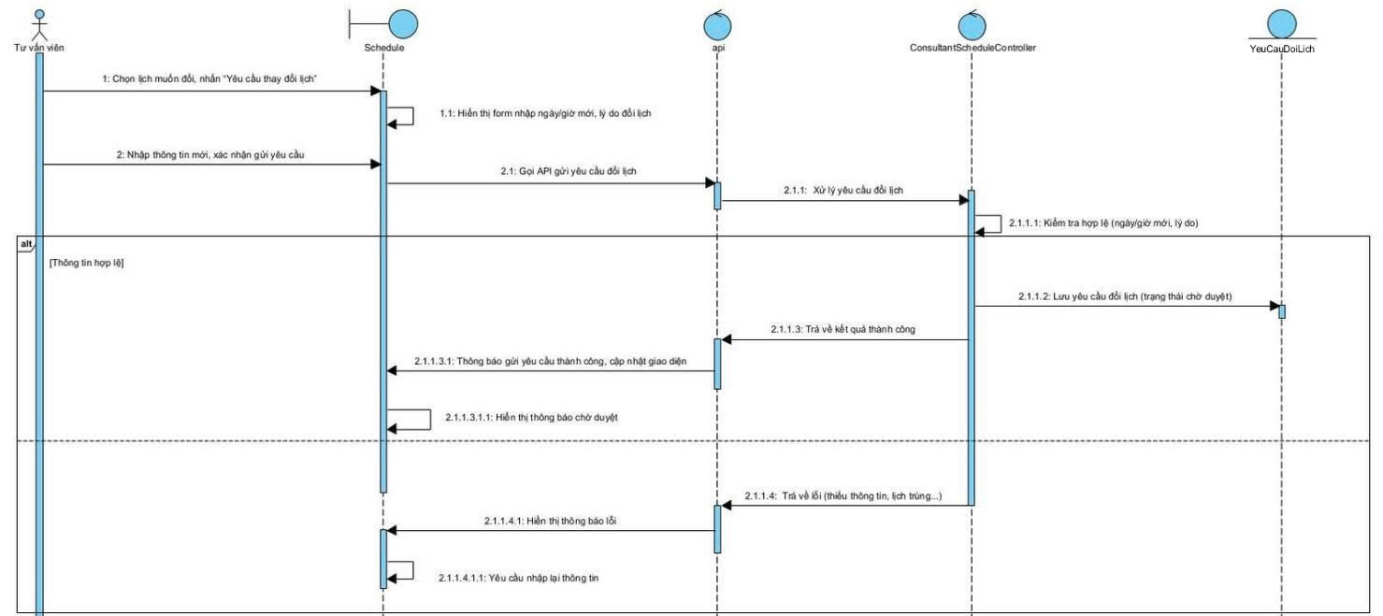 Tư vấn viên
Schedule
api
ConsultantScheduleController
YeuCauDoiLich
1: Chọn lịch muốn đổi, nhấn "Yêu cầu thay đổi lịch"
1.1: Hiển thị form nhập ngày/giờ mới, lý do đổi lịch
2: Nhập thông tin mới, xác nhận gửi yêu cầu
2.1: Gọi API gửi yêu cầu đổi lịch
2.1.1: Xử lý yêu cầu đổi lịch
2.1.1.1: Kiểm tra hợp lệ (ngày/giờ mới, lý do)
alt
[Thông tin hợp lệ]
2.1.1.2: Lưu yêu cầu đổi lịch (trạng thái chờ duyệt)
2.1.1.3: Trả về kết quả thành công
2.1.1.3.1: Thông báo gửi yêu cầu thành công, cập nhật giao diện
2.1.1.3.1.1: Hiển thị thông báo chờ duyệt
2.1.1.4: Trả về lỗi (thiếu thông tin, lịch trùng...)
2.1.1.4.1: Hiển thị thông báo lỗi
2.1.1.4.1.1: Yêu cầu nhập lại thông tin